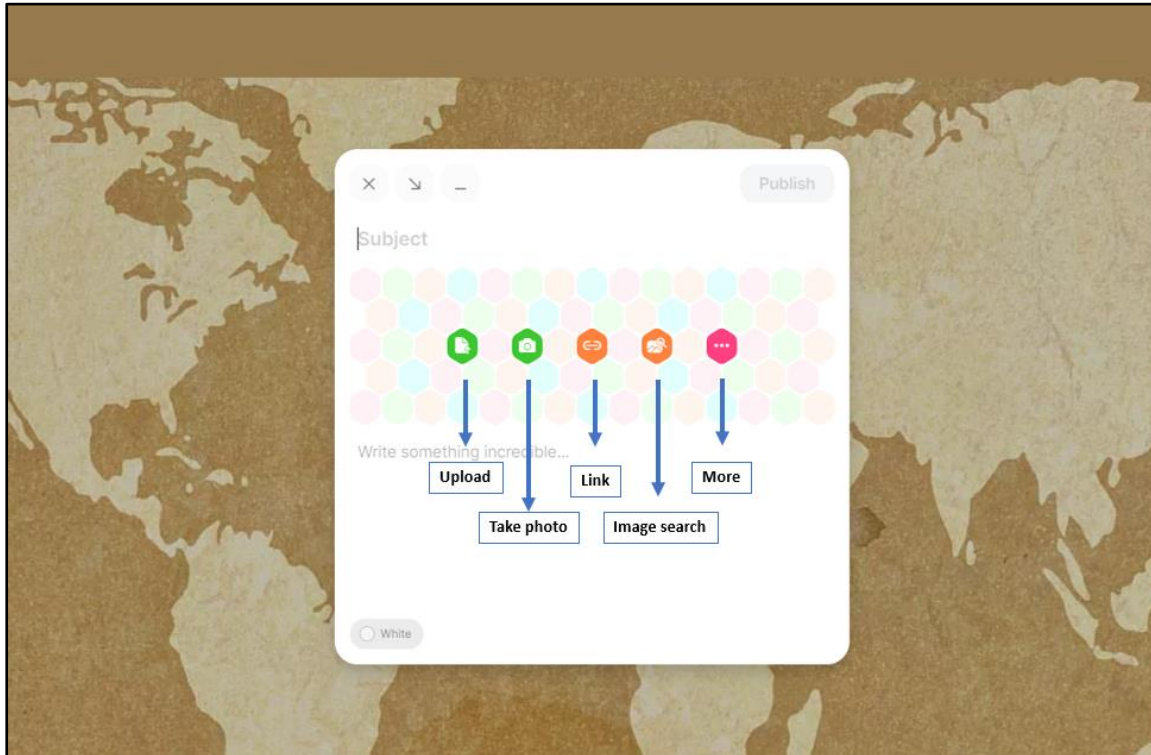 Publish
Subject
Write something incredible...
Upload
Link
More
Take photo
Image search
White